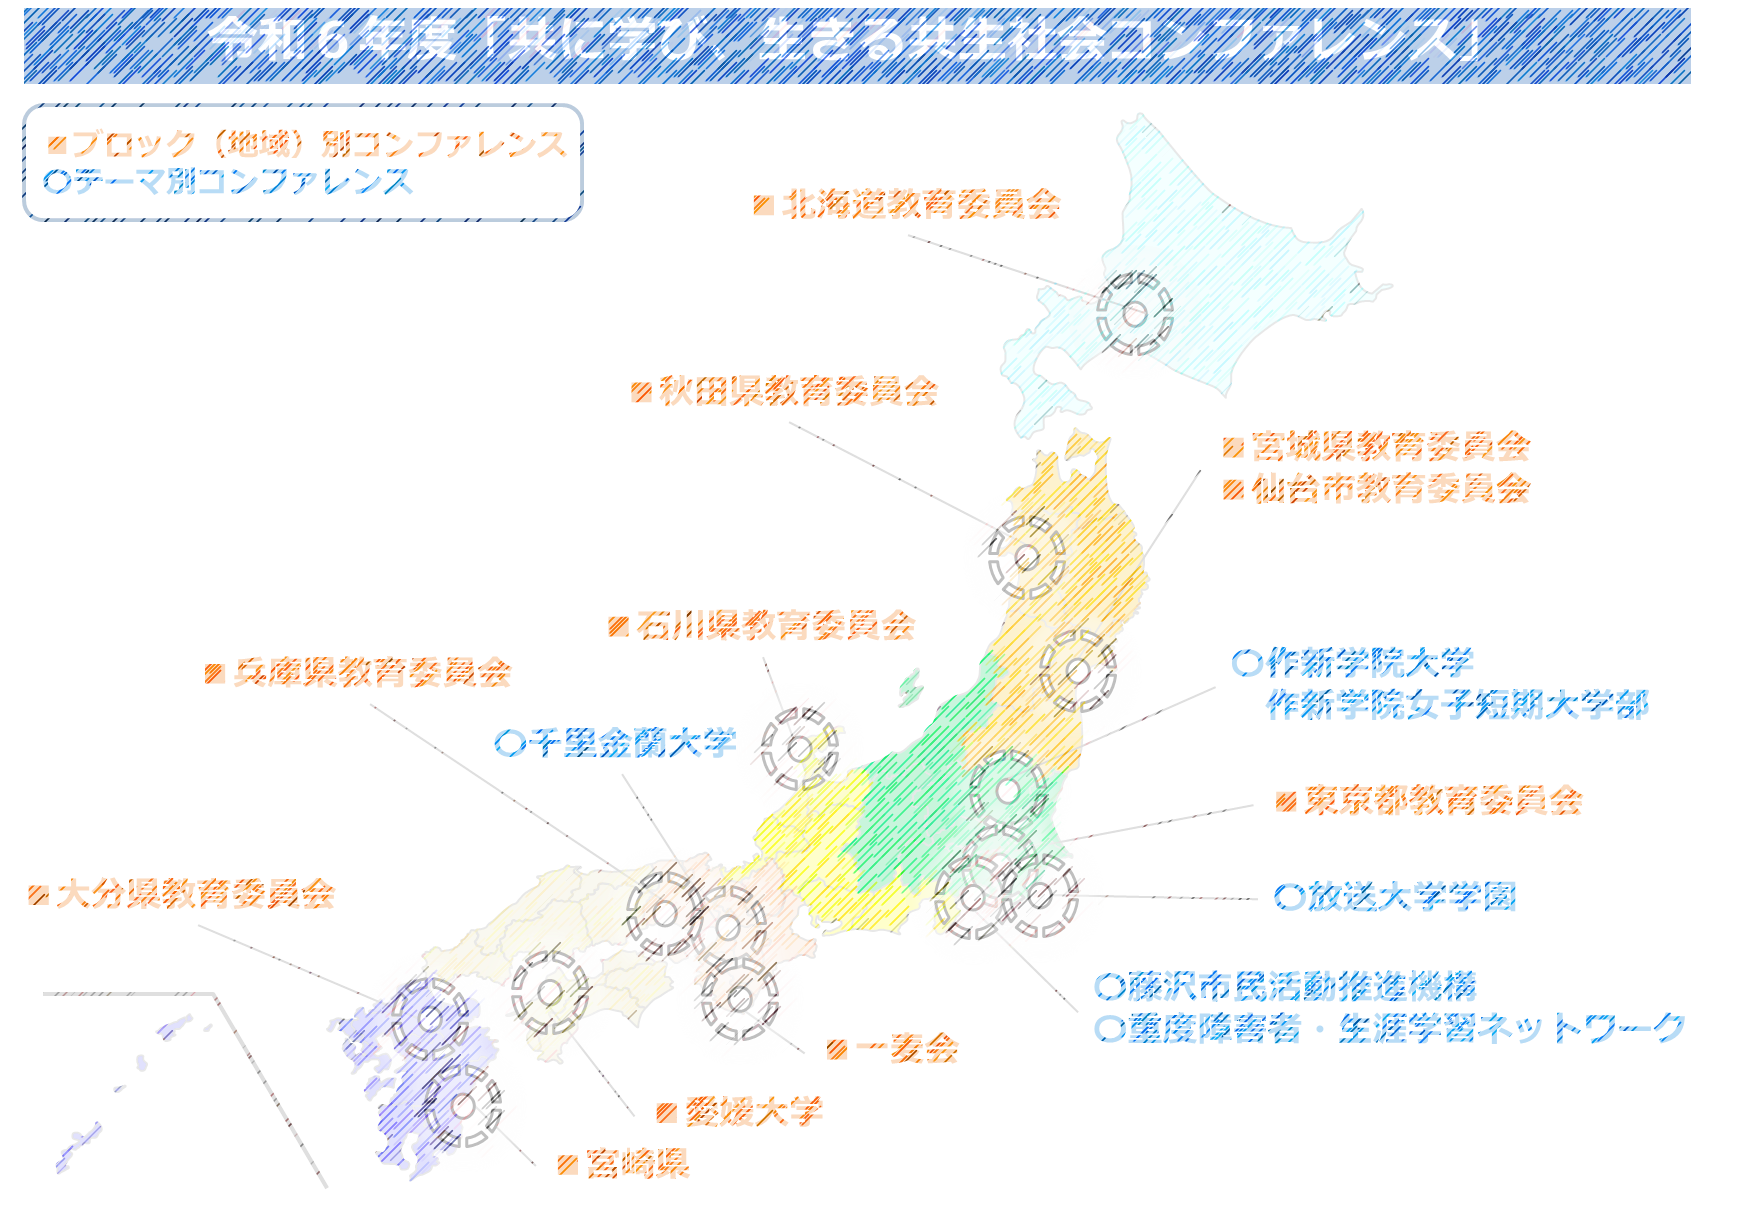 令和６年度「共に学び、生きる共生社会コンファレンス」
■ブロック（地域）別コンファレンス
○テーマ別コンファレンス
■北海道教育委員会
■秋田県教育委員会
■宮城県教育委員会
■仙台市教育委員会
■石川県教育委員会
■兵庫県教育委員会
○千里金蘭大学
○作新学院大学
作新学院女子短期大学部
■東京都教育委員会
■大分県教育委員会
○放送大学学園
○藤沢市民活動推進機構
○重度障害者・生涯学習ネットワーク
■一麦会
■愛媛大学
■宮崎県